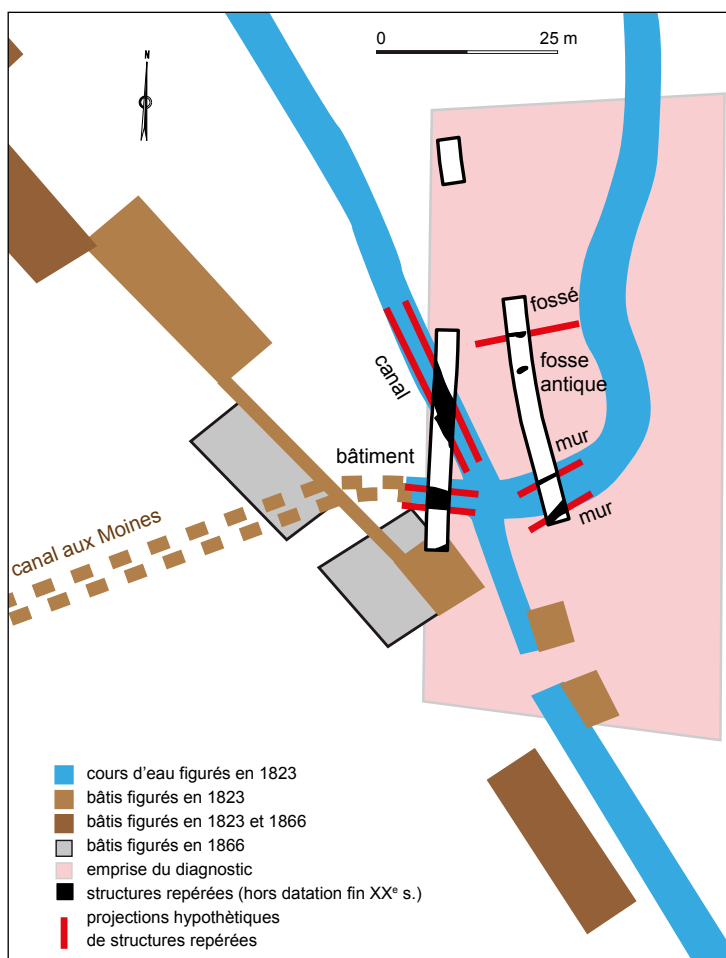 N
0 25 m
fossé
fosse
antique
canal
mur
bâtiment
mur
canal aux Moines
cours d'eau figurés en 1823
bâtis figurés en 1823
bâtis figurés en 1823 et 1866
bâtis figurés en 1866
emprise du diagnostic
structures repérées (hors datation fin XXe s.)
projections hypothètiques
de structures repérées